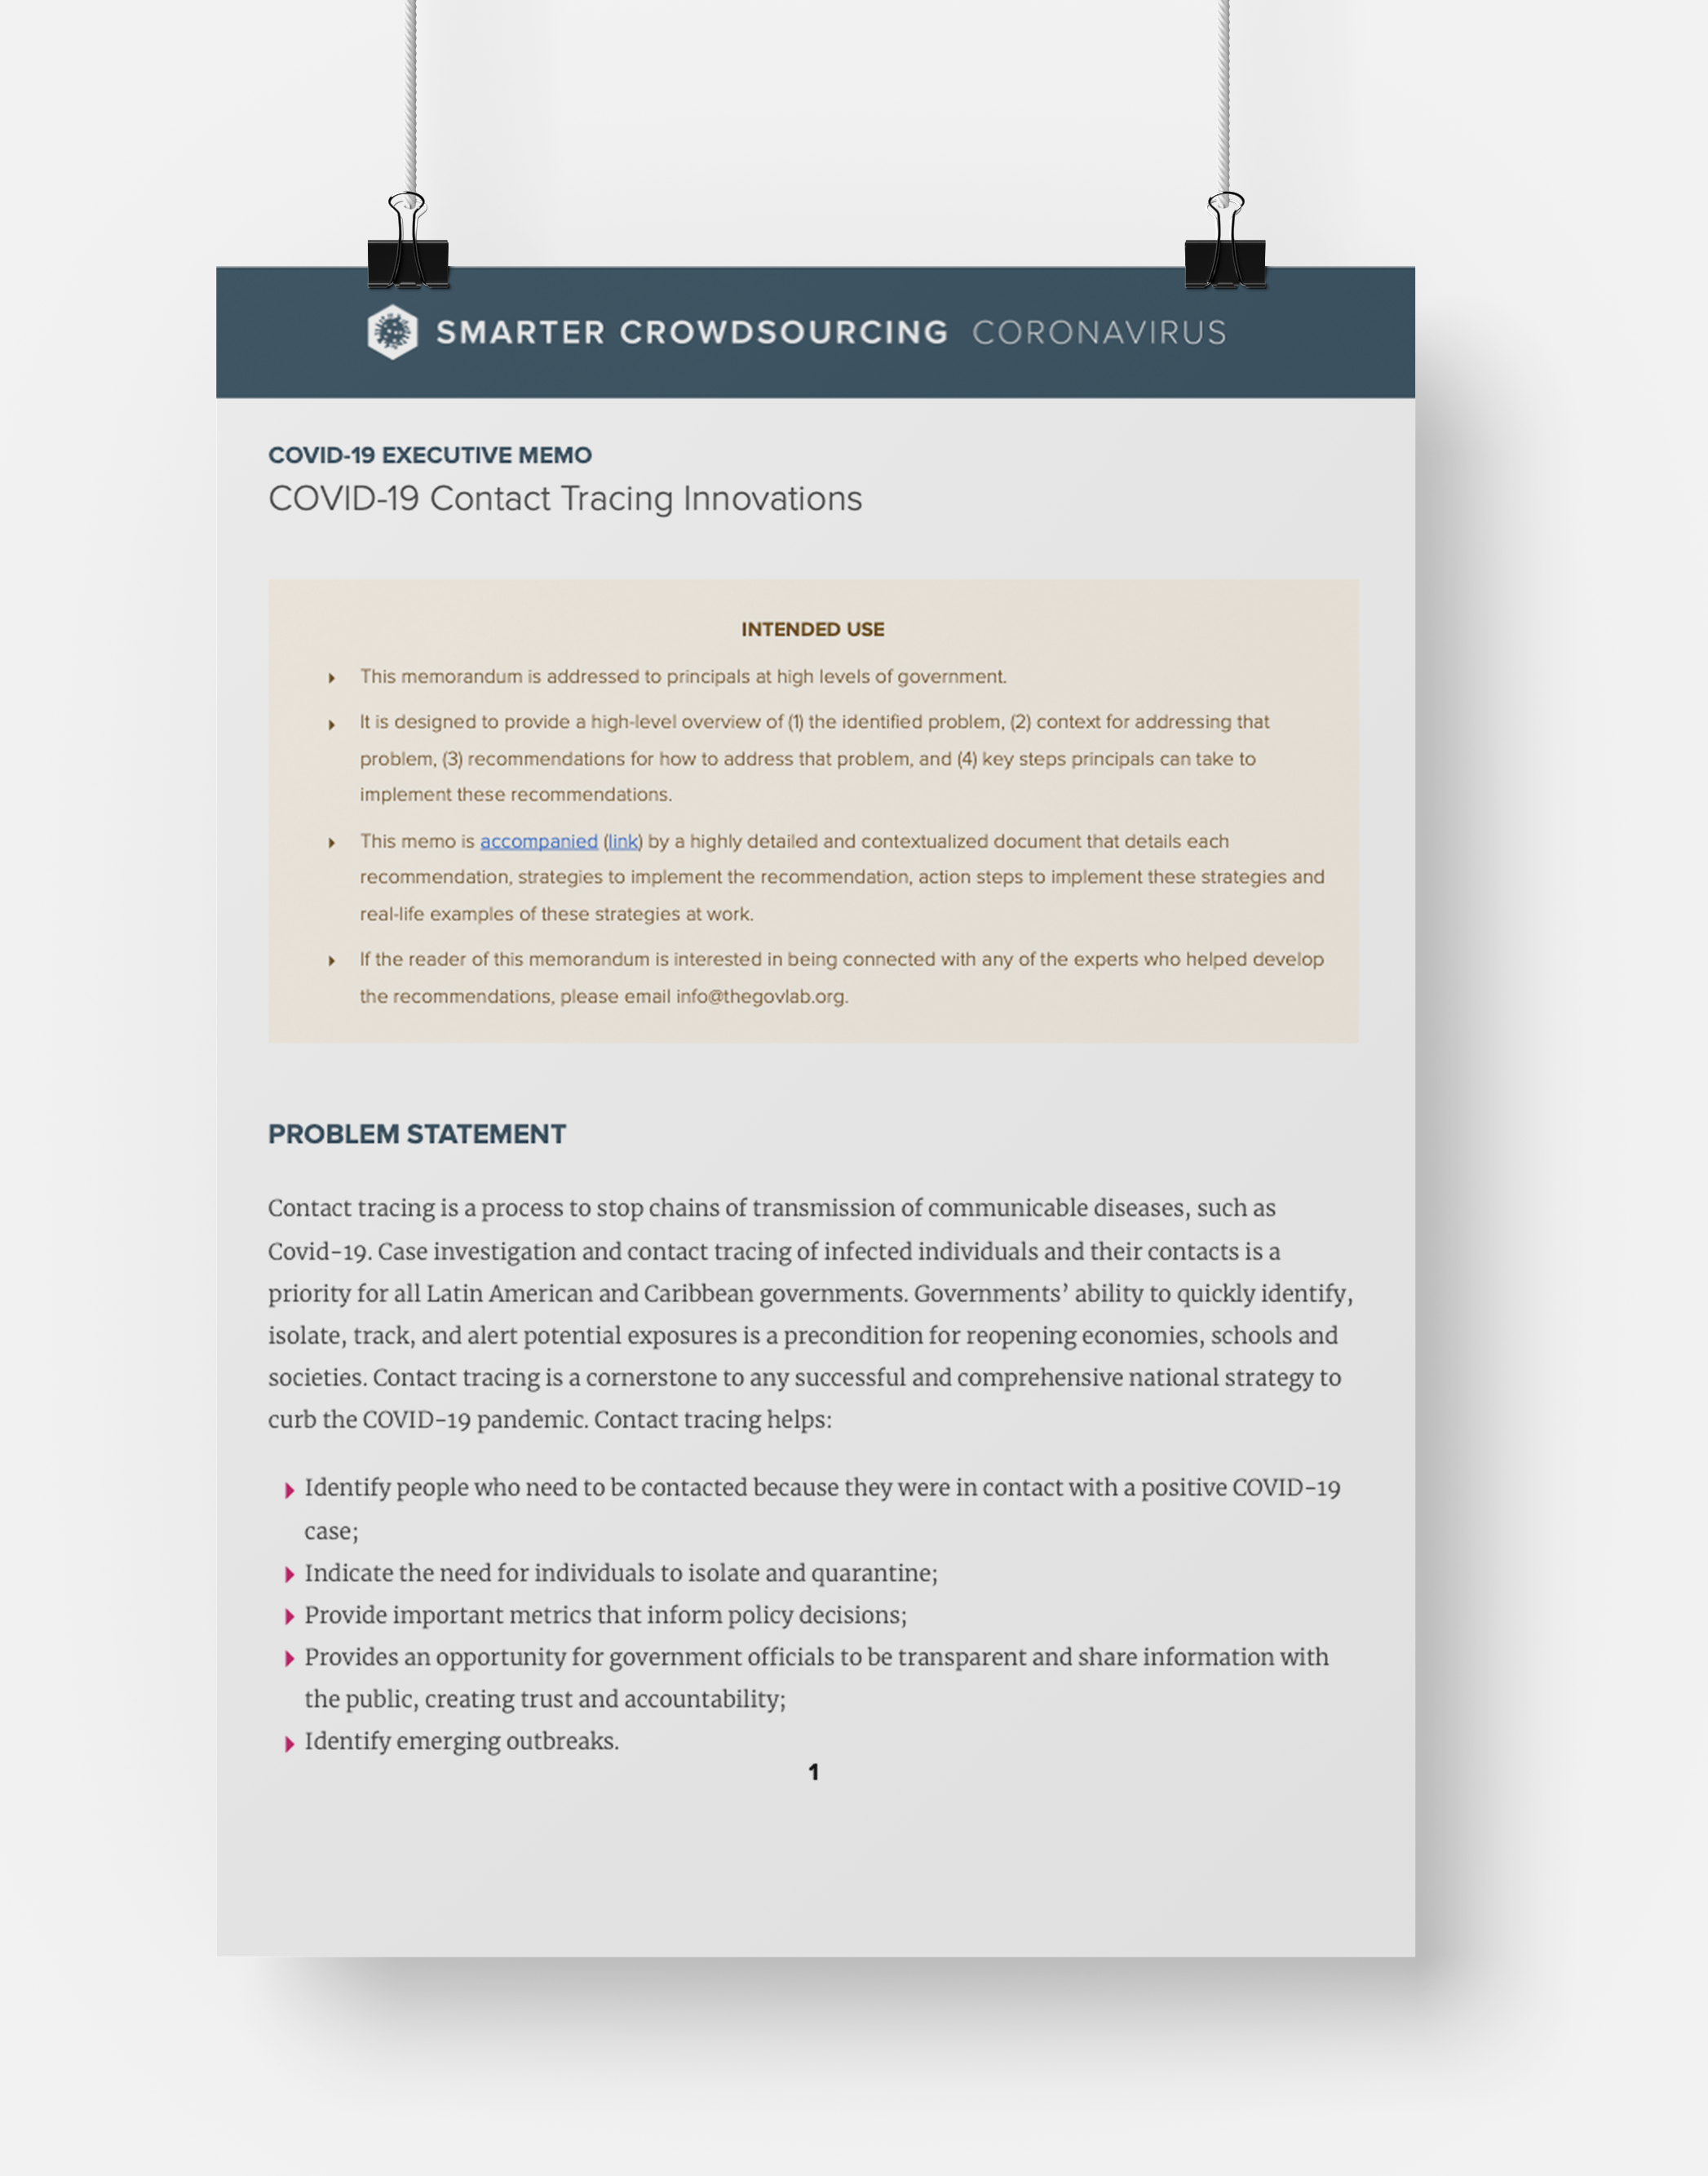 SMARTER CROWDSOURCING CORONAVIRUS
COVID-19 EXECUTIVE MEMO
COVID-19 Contact Tracing Innovations
INTENDED USE
This memorandum is addressed to principals at high levels of government.
It is designed to provide a high-level overview of (1) the identified problem, (2) context for addressing that
problem, (3) recommendations for how to address that problem, and (4) key steps principals can take to
implement these recommendations.
This memo is accompanied (link) by a highly detailed and contextualized document that details each
recommendation, strategies to implement the recommendation, action steps to implement these strategies and
real-life examples of these strategies at work.
If the reader of this memorandum is interested in being connected with any of the experts who helped develop
the recommendations, please email info@thegovlab.org.
PROBLEM STATEMENT
Contact tracing is a process to stop chains of transmission of communicable diseases, such as
Covid-19. Case investigation and contact tracing of infected individuals and their contacts is a
priority for all Latin American and Caribbean governments. Governments’ ability to quickly identify,
isolate, track, and alert potential exposures is a precondition for reopening economies, schools and
societies. Contact tracing is a cornerstone to any successful and comprehensive national strategy to
curb the COVID-19 pandemic. Contact tracing helps:
Identify people who need to be contacted because they were in contact with a positive COVID-19
case;
Indicate the need for individuals to isolate and quarantine;
Provide important metrics that inform policy decisions;
Provides an opportunity for government officials to be transparent and share information with
the public, creating trust and accountability;
Identify emerging outbreaks.
1